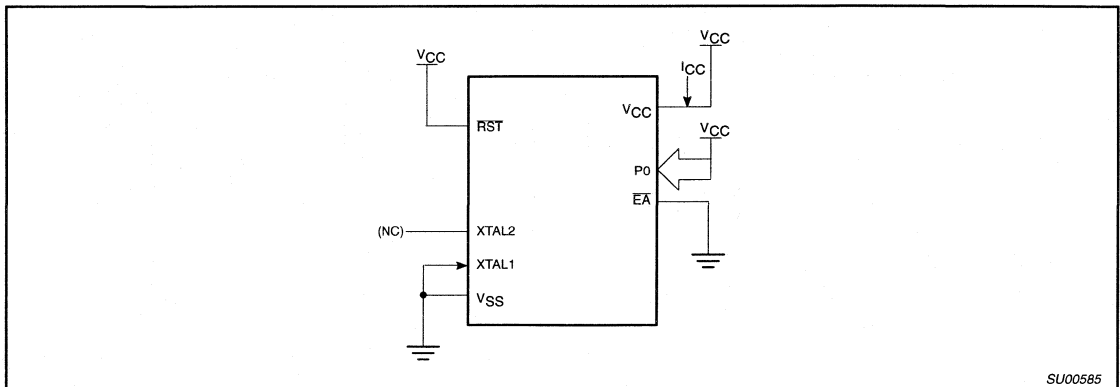 VCC
ICC
VCC
VCC
RST
VCC
P0
EA
(NC)
XTAL2
XTAL1
VSS
SU00585